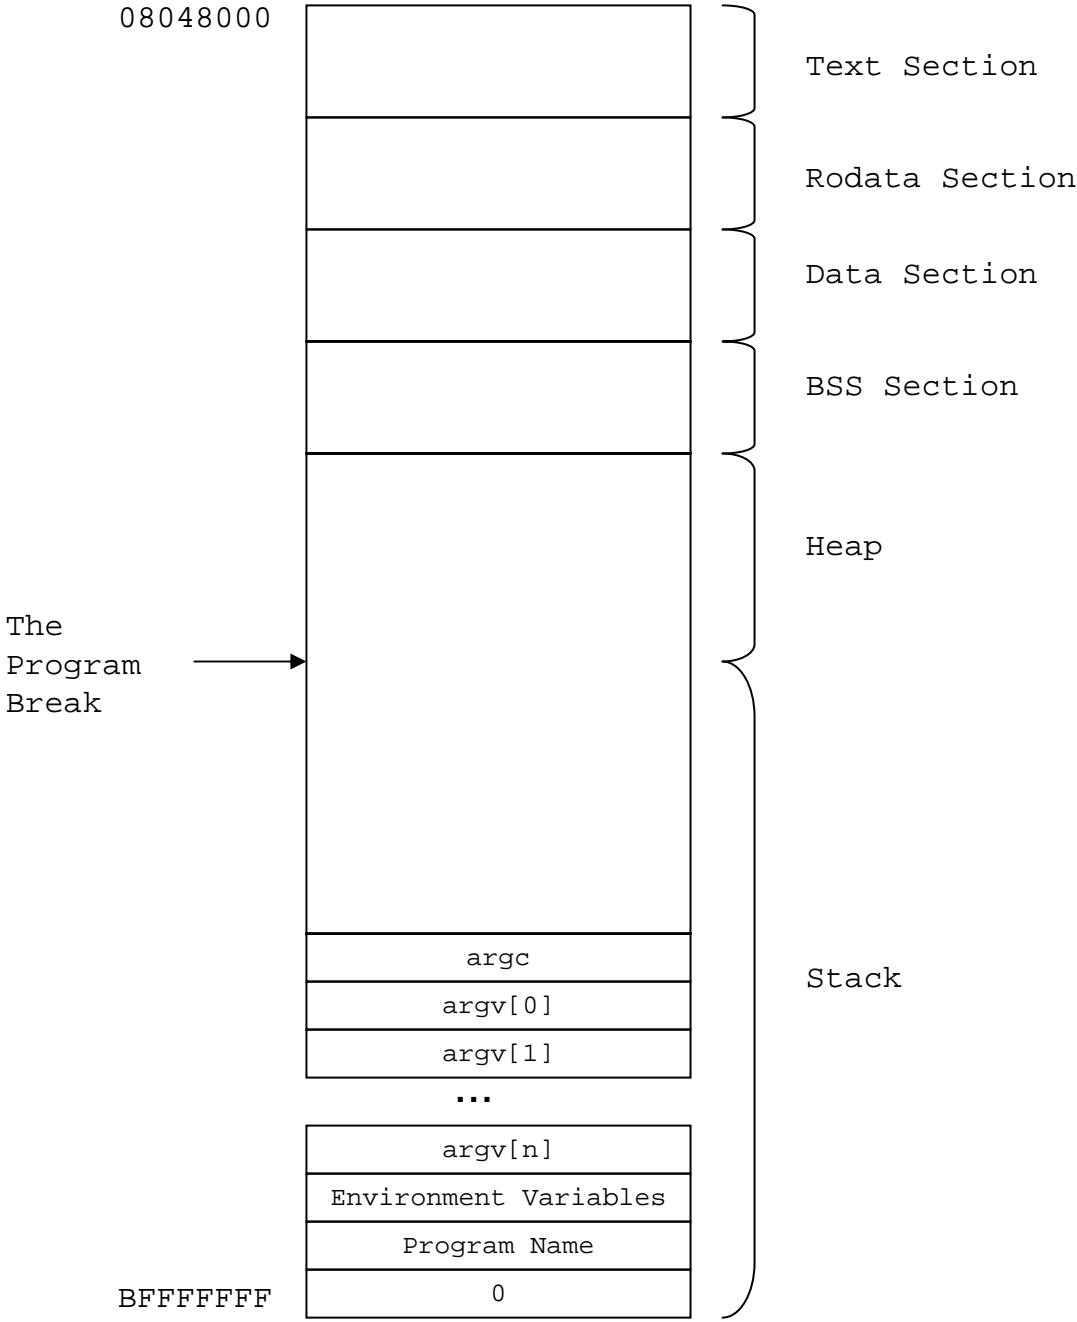 08048000
Text Section
Rodata Section
Data Section
BSS Section
Heap
The
Program
Break
argc
Stack
argv[0]
argv[1]
...
argv[n]
Environment Variables
Program Name
BFFFFFFF
0